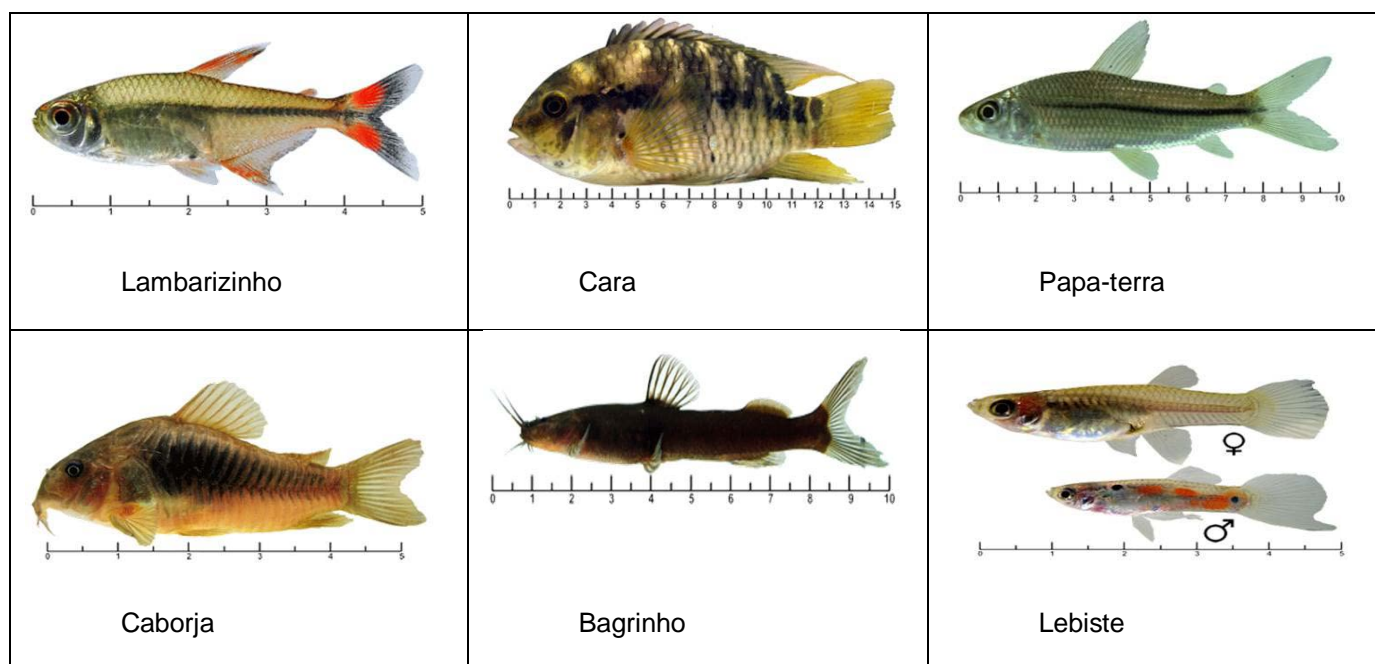 0 1 2 3 4 5
0 1 2 3 4 5 6 7 8 9 10 11 12 13 14 15
0 1 2 3 4 5 6 7 8 9 10
Lambarizinho
Cara
Papa-terra
♀
♂
0 1 2 3 4 5
0 1 2 3 4 5 6 7 8 9 10
0 1 2 3 4 5
Caborja
Bagrinho
Lebiste